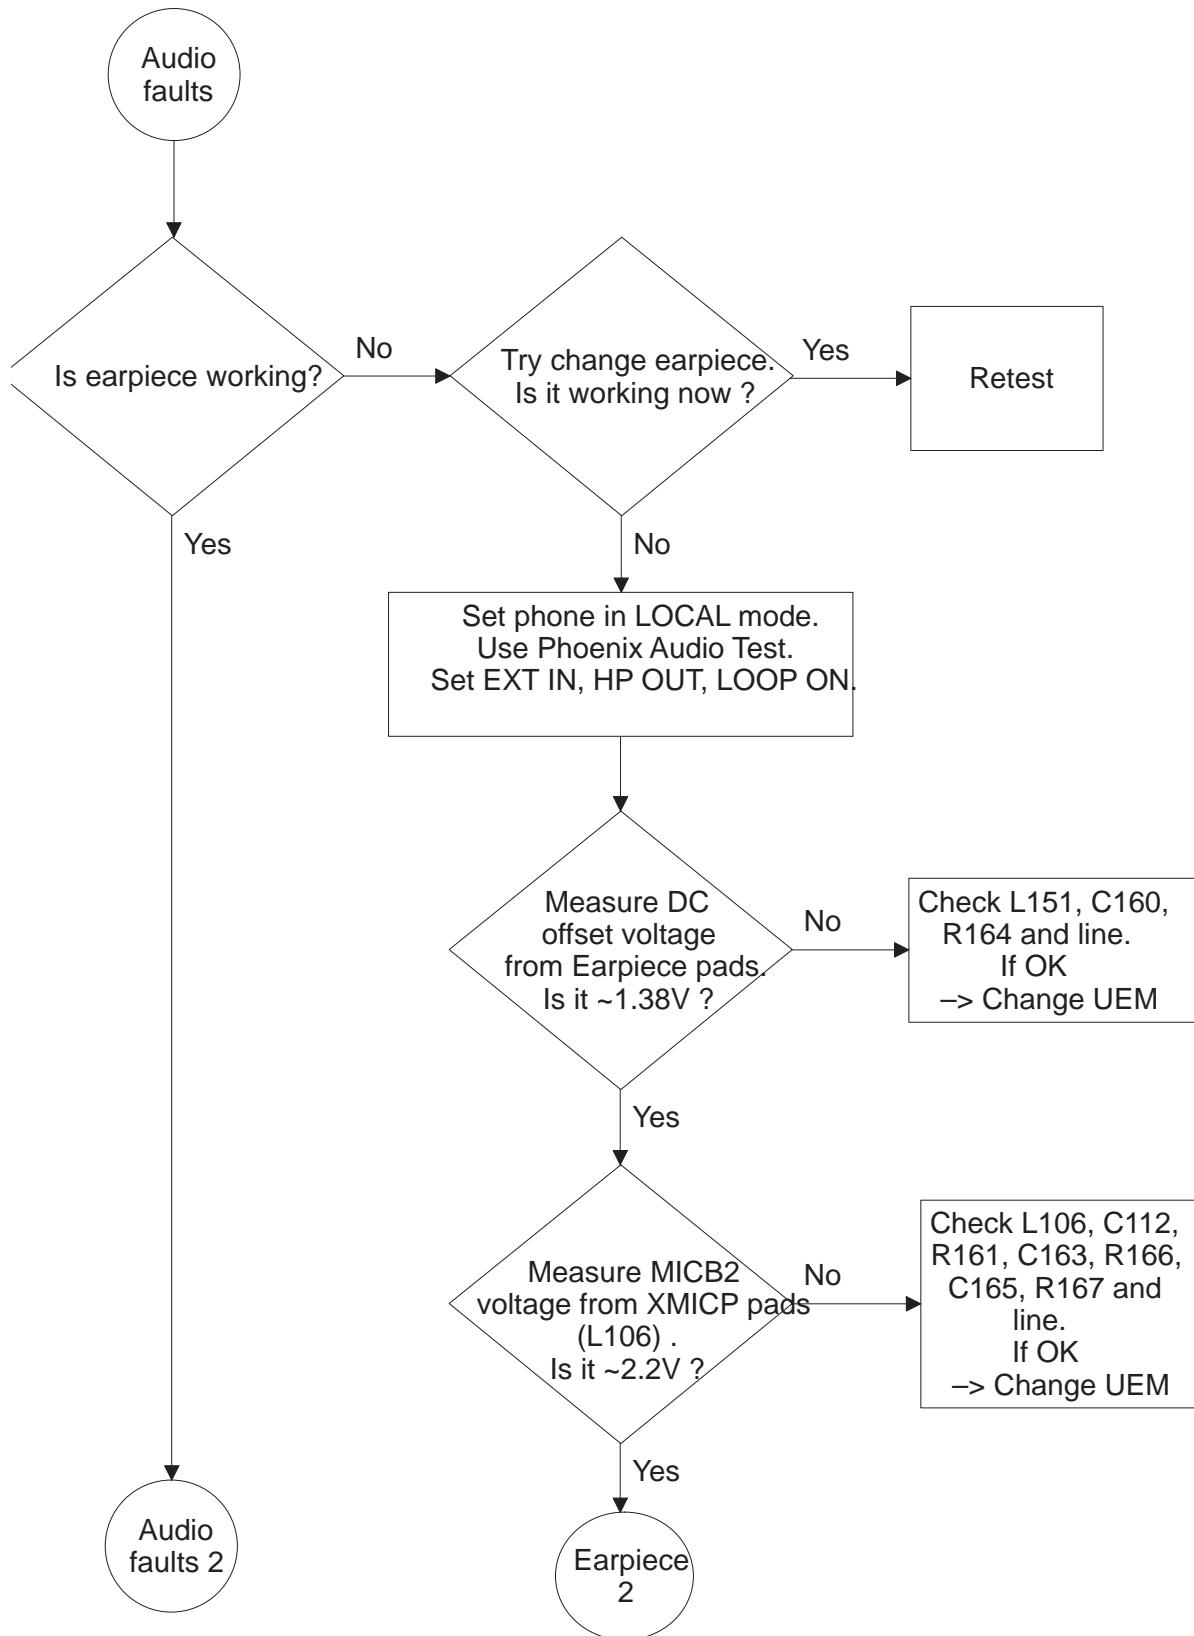 Audio
faults
Is earpiece working?
No
Try change earpiece.
Is it working now ?
Yes
Retest
Yes
No
Set phone in LOCAL mode.
Use Phoenix Audio Test.
Set EXT IN, HP OUT, LOOP ON.
Measure DC
offset voltage
from Earpiece pads.
Is it ~1.38V ?
No
Check L151, C160,
R164 and line.
If OK
–> Change UEM
Yes
Measure MICB2
voltage from XMICP pads
(L106) .
Is it ~2.2V ?
No
Check L106, C112,
R161, C163, R166,
C165, R167 and
line.
If OK
–> Change UEM
Yes
Audio
faults 2
Earpiece
2